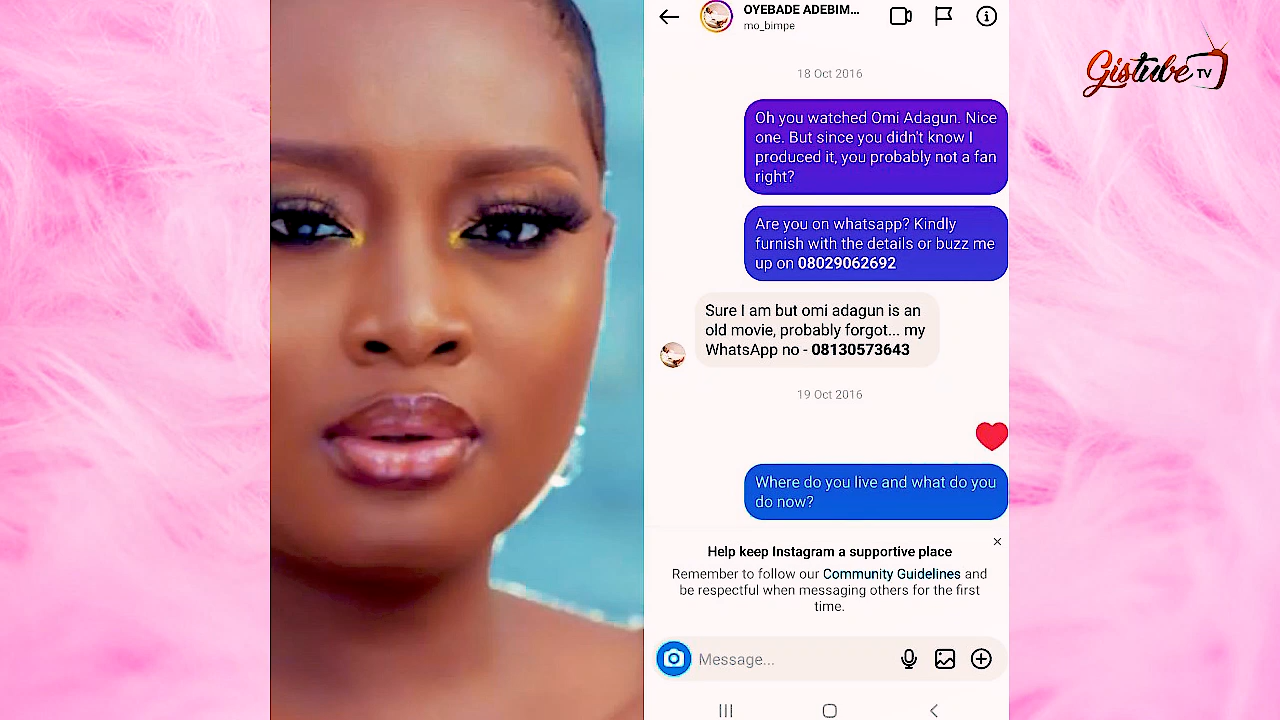 OYEBADE ADEBIM...
mo_bimpe
Gistube TV
18 Oct 2016
Oh you watched Omi Adagun. Nice
one. But since you didn't know I
produced it, you probably not a fan
right?
Are you on whatsapp? Kindly
furnish with the details or buzz me
up on 08029062692
Sure I am but omi adagun is an
old movie, probably forgot... my
WhatsApp no - 08130573643
19 Oct 2016
Where do you live and what do you
do now?
Help keep Instagram a supportive place
Remember to follow our Community Guidelines and
be respectful when messaging others for the first
time.
Message...